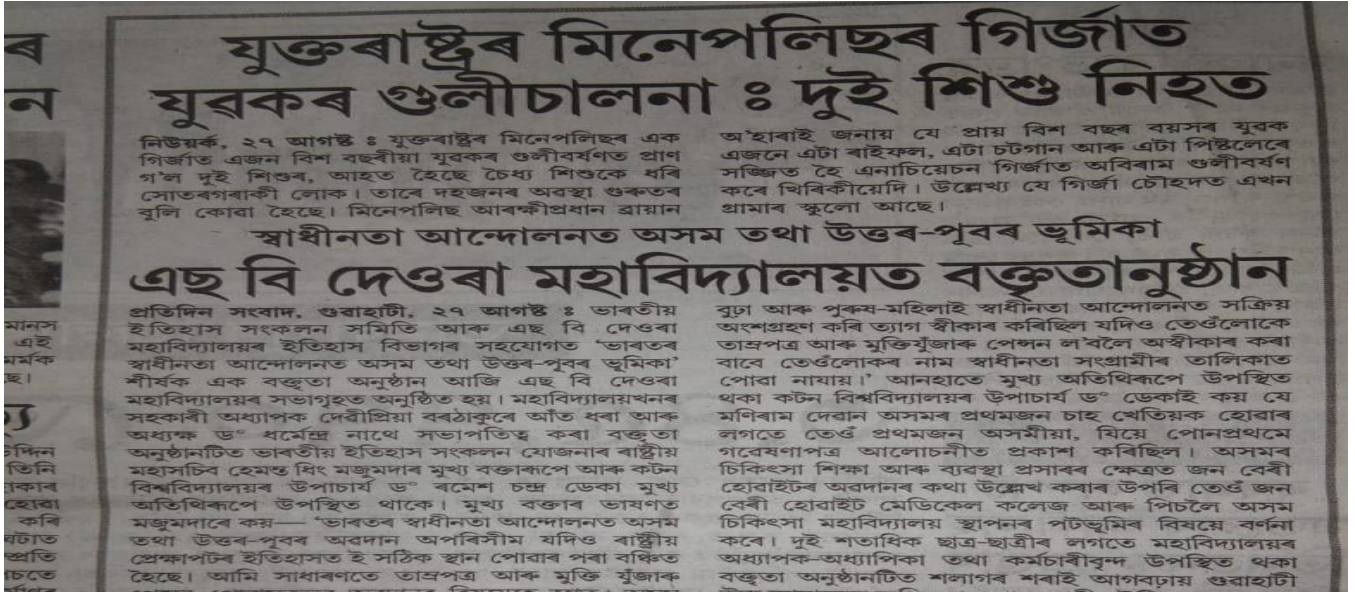 ৰ
ন
যুক্তৰাষ্ট্ৰৰ মিনেপলিছৰ গিৰ্জাত
যুৱকৰ গুলীচালনা : দুই শিশু নিহত
নিউয়ৰ্ক, ২৭ আগষ্ট : যুক্তৰাষ্ট্ৰৰ মিনেপলিছৰ এক
গিৰ্জাত এজন বিশ বছৰীয়া যুৱকৰ গুলীবৰ্ষণত প্ৰাণ
গ'ল দুই শিশুৰ, আহত হৈছে চৈধ্য শিশুকে ধৰি
সোতৰগৰাকী লোক। তাৰে দহজনৰ অৱস্থা গুৰুতৰ
বুলি কোৱা হৈছে। মিনেপলিছ আৰক্ষীপ্ৰধান ব্ৰায়ান
অ'হাৰাই জনায় যে প্ৰায় বিশ বছৰ বয়সৰ যুৱক
এজনে এটা ৰাইফল, এটা চটগান আৰু এটা পিষ্টলেৰে
সজ্জিত হৈ এনাচিয়েচন গিৰ্জাত অবিৰাম গুলীবৰ্ষণ
কৰে খিৰিকীয়েদি। উল্লেখ্য যে গিৰ্জা চৌহদত এখন
গ্ৰামাৰ স্কুলো আছে।
স্বাধীনতা আন্দোলনত অসম তথা উত্তৰ-পূবৰ ভূমিকা
এছ বি দেওৰা মহাবিদ্যালয়ত বক্তৃতানুষ্ঠান
প্ৰতিদিন সংবাদ, গুৱাহাটী, ২৭ আগষ্ট : ভাৰতীয়
ইতিহাস সংকলন সমিতি আৰু এছ বি দেওৰা
মহাবিদ্যালয়ৰ ইতিহাস বিভাগৰ সহযোগত 'ভাৰতৰ
স্বাধীনতা আন্দোলনত অসম তথা উত্তৰ-পূবৰ ভূমিকা'
শীৰ্ষক এক বক্তৃতা অনুষ্ঠান আজি এছ বি দেওৰা
মহাবিদ্যালয়ৰ সভাগৃহত অনুষ্ঠিত হয়। মহাবিদ্যালয়খনৰ
সহকাৰী অধ্যাপক দেৱীপ্ৰিয়া বৰঠাকুৰে আঁত ধৰা আৰু
অধ্যক্ষ ড° ধৰ্মেন্দ্ৰ নাথে সভাপতিত্ব কৰা বক্তৃতা
অনুষ্ঠানটিত ভাৰতীয় ইতিহাস সংকলন যোজনাৰ ৰাষ্ট্ৰীয়
মহাসচিব হেমন্ত ধিং মজুমদাৰ মুখ্য বক্তাৰূপে আৰু কটন
বিশ্ববিদ্যালয়ৰ উপাচাৰ্য ড° ৰমেশ চন্দ্ৰ ডেকা মুখ্য
অতিথিৰূপে উপস্থিত থাকে। মুখ্য বক্তাৰ ভাষণত
মজুমদাৰে কয়— 'ভাৰতৰ স্বাধীনতা আন্দোলনত অসম
তথা উত্তৰ-পূবৰ অৱদান অপৰিসীম যদিও ৰাষ্ট্ৰীয়
প্ৰেক্ষাপটৰ ইতিহাসত ই সঠিক স্থান পোৱাৰ পৰা বঞ্চিত
হৈছে। আমি সাধাৰণতে তাম্ৰপত্ৰ আৰু মুক্তি যুঁজাৰু
বুঢ়া আৰু পুৰুষ-মহিলাই স্বাধীনতা আন্দোলনত সক্ৰিয়
অংশগ্ৰহণ কৰি ত্যাগ স্বীকাৰ কৰিছিল যদিও তেওঁলোকে
তাম্ৰপত্ৰ আৰু মুক্তিযুঁজাৰু পেন্সন ল'বলৈ অস্বীকাৰ কৰা
বাবে তেওঁলোকৰ নাম স্বাধীনতা সংগ্ৰামীৰ তালিকাত
পোৱা নাযায়।' আনহাতে মুখ্য অতিথিৰূপে উপস্থিত
থকা কটন বিশ্ববিদ্যালয়ৰ উপাচাৰ্য ড° ডেকাই কয় যে
মণিৰাম দেৱান অসমৰ প্ৰথমজন চাহ খেতিয়ক হোৱাৰ
লগতে তেওঁ প্ৰথমজন অসমীয়া, যিয়ে পোনপ্ৰথমে
গৱেষণাপত্ৰ আলোচনীত প্ৰকাশ কৰিছিল। অসমৰ
চিকিৎসা শিক্ষা আৰু ব্যৱস্থা প্ৰসাৰৰ ক্ষেত্ৰত জন বেৰী
হোৱাইটৰ অৱদানৰ কথা উল্লেখ কৰাৰ উপৰি তেওঁ জন
বেৰী হোৱাইট মেডিকেল কলেজ আৰু পিচলৈ অসম
চিকিৎসা মহাবিদ্যালয় স্থাপনৰ পটভূমিৰ বিষয়ে বৰ্ণনা
কৰে। দুই শতাধিক ছাত্ৰ-ছাত্ৰীৰ লগতে মহাবিদ্যালয়ৰ
অধ্যাপক-অধ্যাপিকা তথা কৰ্মচাৰীবৃন্দ উপস্থিত থকা
বক্তৃতা অনুষ্ঠানটিত শলাগৰ শৰাই আগবঢ়ায় গুৱাহাটী